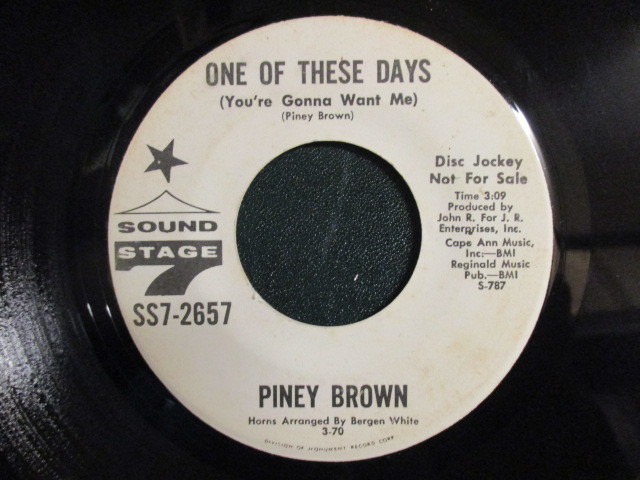 ONE OF THESE DAYS
(You're Gonna Want Me)
(Piney Brown)
Disc Jockey
Not For Sale
Time 3:09
Produced by
John R. For J. R.
Enterprises, Inc.
Cape Ann Music,
Inc.—BMI
Reginald Music
Pub.—BMI
S-787
SOUND
STAGE
7
SS7-2657
PINEY BROWN
Horns Arranged By Bergen White
3-70
DIVISION OF MONUMENT RECORD CORP.